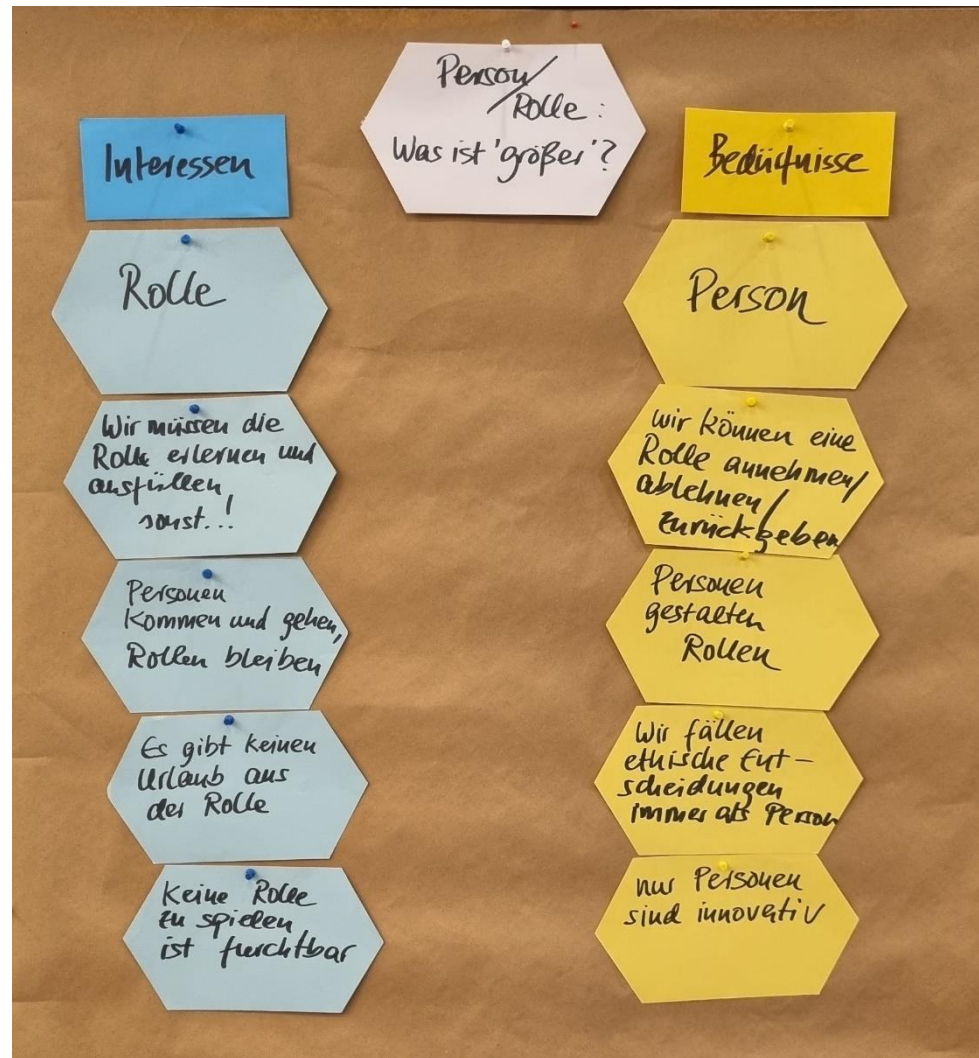 Person/
Rolle:
Was ist 'größer'?
Interessen
Rolle
Wir müssen die
Rolle erlernen und
ausfüllen
sonst...!
Personen
kommen und gehen,
Rollen bleiben
Es gibt keinen
Urlaub aus
der Rolle
Keine Rolle
zu spielen
ist furchtbar
Bedürfnisse
Person
wir können eine
Rolle annehmen/
ablehnen/
zurückgeben
Personen
gestalten
Rollen
Wir fällen
ethische Ent-
scheidungen
immer als Person
nur Personen
sind innovativ